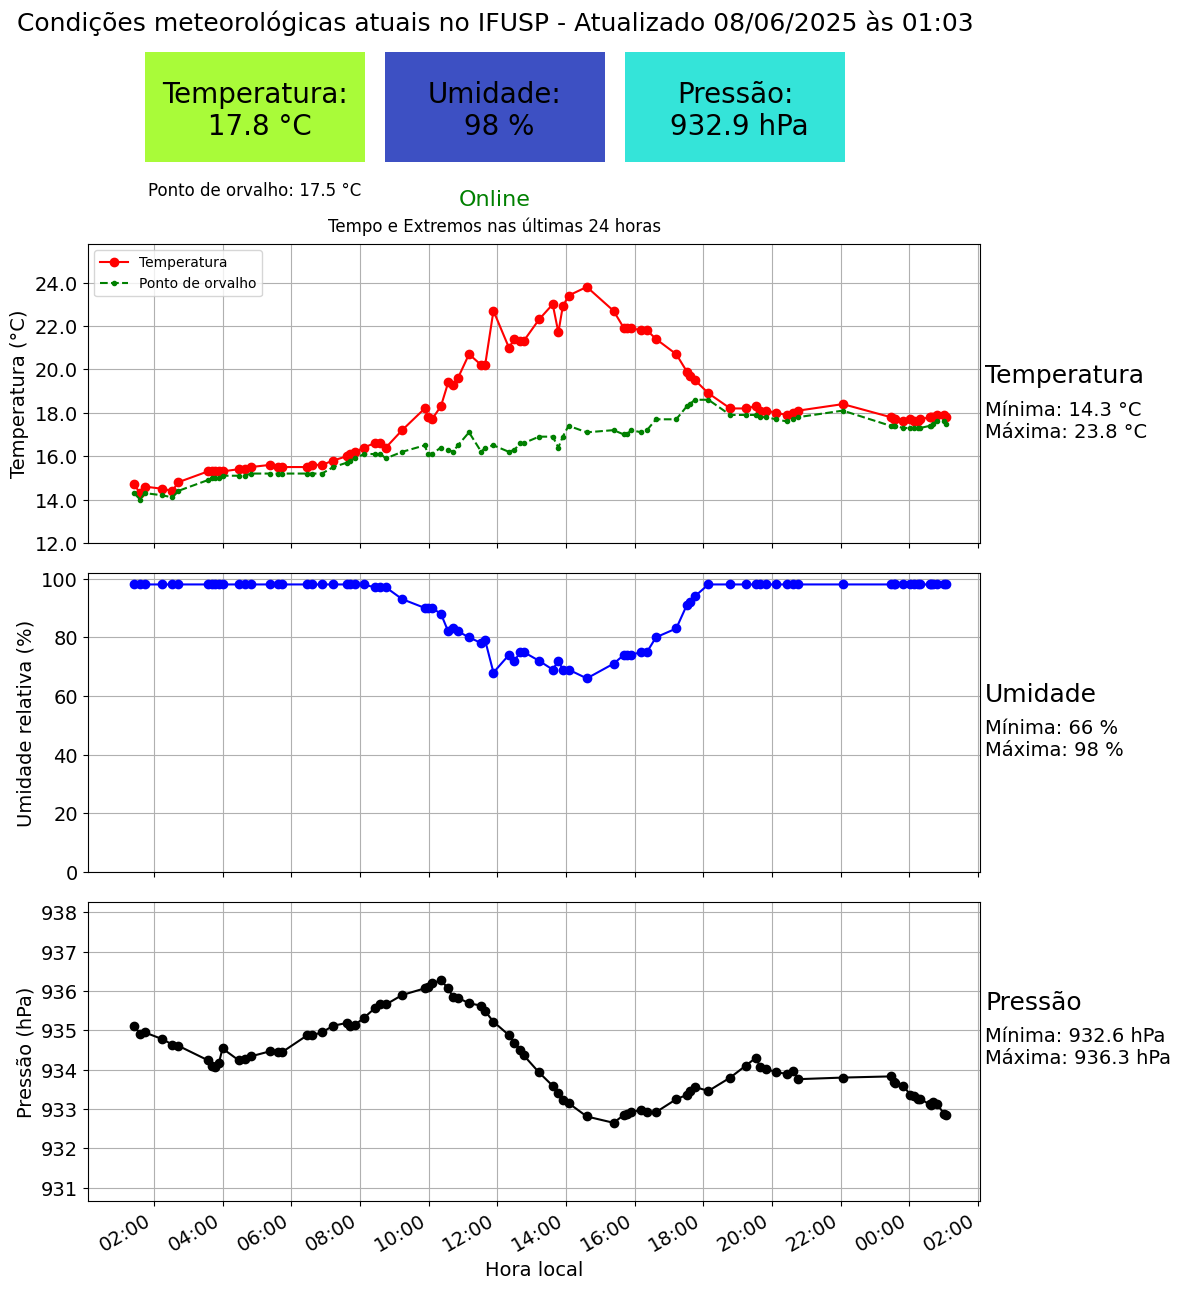 Condições meteorológicas atuais no IFUSP - Atualizado 08/06/2025 às 01:03
Temperatura:
17.8 °C
Umidade:
98 %
Pressão:
932.9 hPa
Ponto de orvalho: 17.5 °C
Online
Tempo e Extremos nas últimas 24 horas
Temperatura
Ponto de orvalho
Temperatura (°C)
24.0
22.0
20.0
18.0
16.0
14.0
12.0
Temperatura
Mínima: 14.3 °C
Máxima: 23.8 °C
Umidade relativa (%)
100
80
60
40
20
0
Umidade
Mínima: 66 %
Máxima: 98 %
Pressão (hPa)
938
937
936
935
934
933
932
931
Pressão
Mínima: 932.6 hPa
Máxima: 936.3 hPa
02:00 04:00 06:00 08:00 10:00 12:00 14:00 16:00 18:00 20:00 22:00 00:00 02:00
Hora local